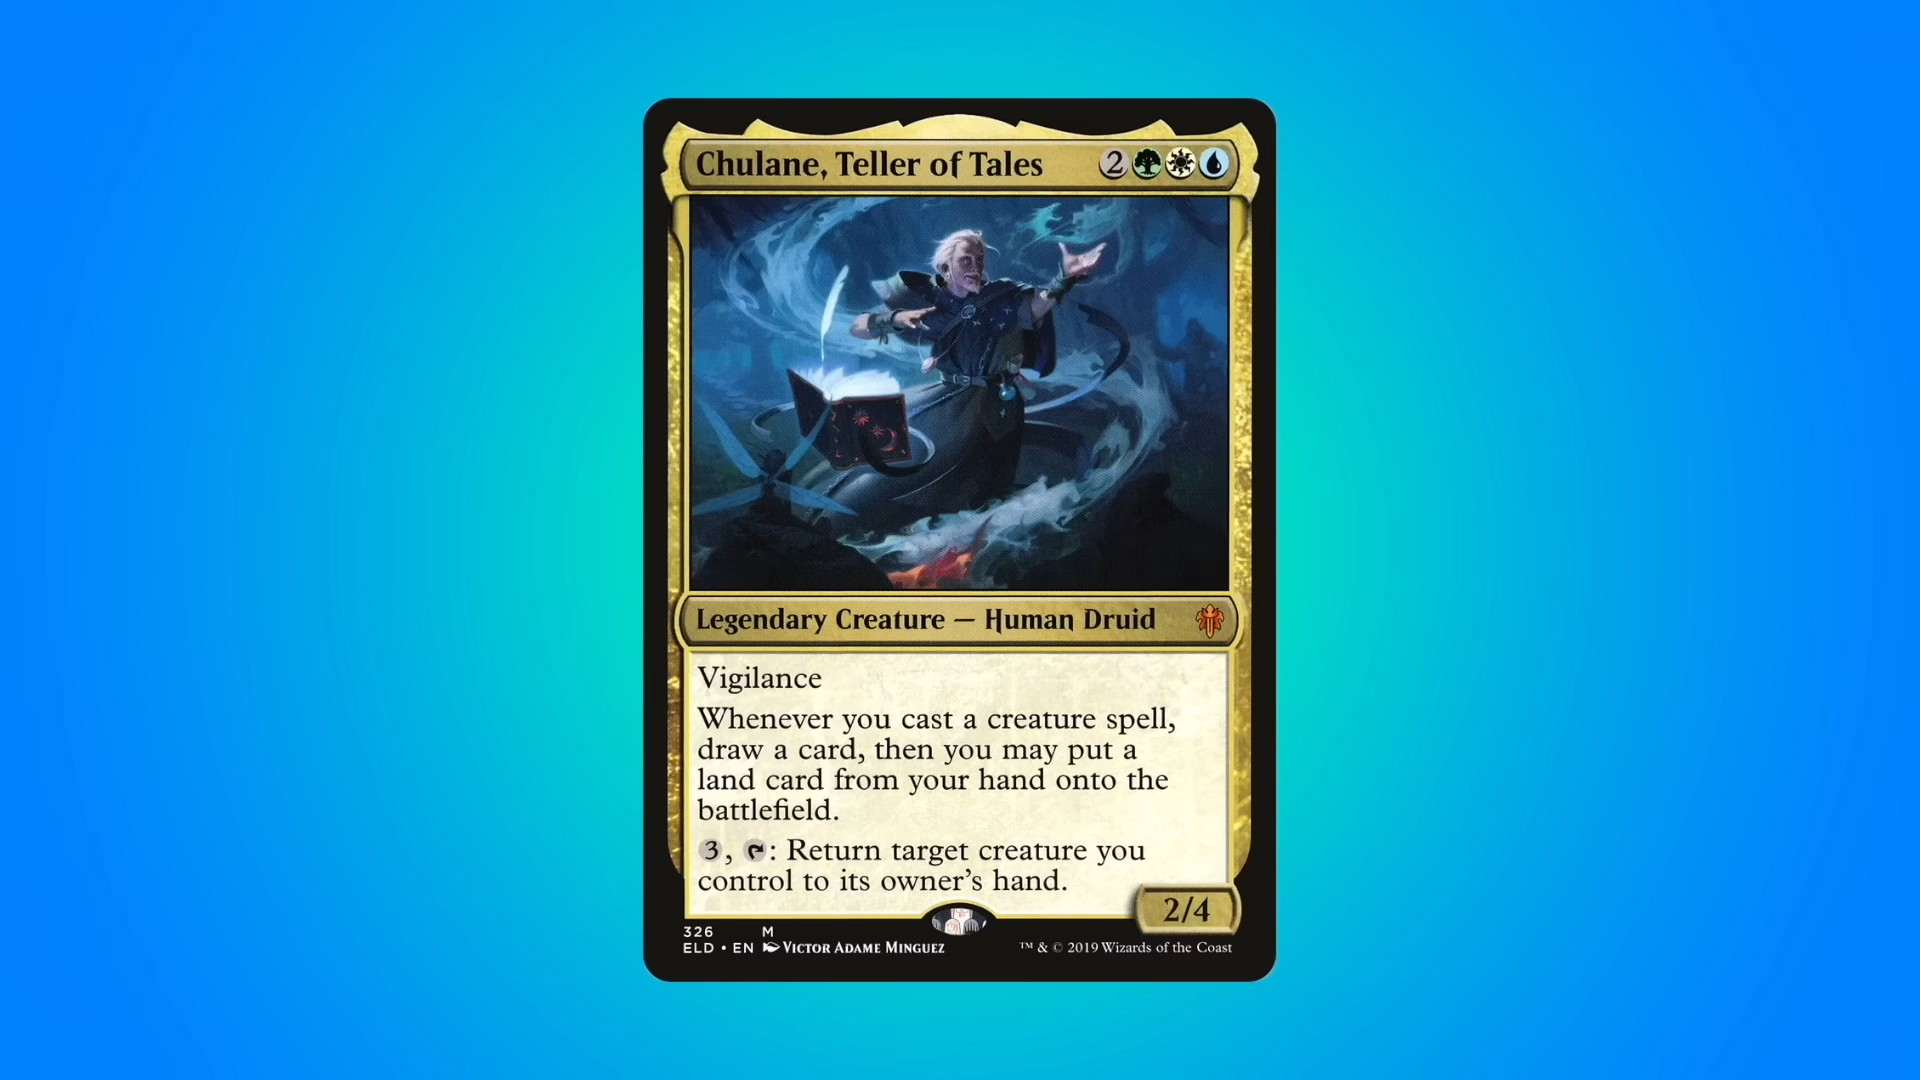 Chulane, Teller of Tales 2
Legendary Creature — Human Druid
Vigilance
Whenever you cast a creature spell,
draw a card, then you may put a
land card from your hand onto the
battlefield.
3, : Return target creature you
control to its owner's hand.
2/4
326 M
ELD • EN Victor Adame Minguez
™ & © 2019 Wizards of the Coast